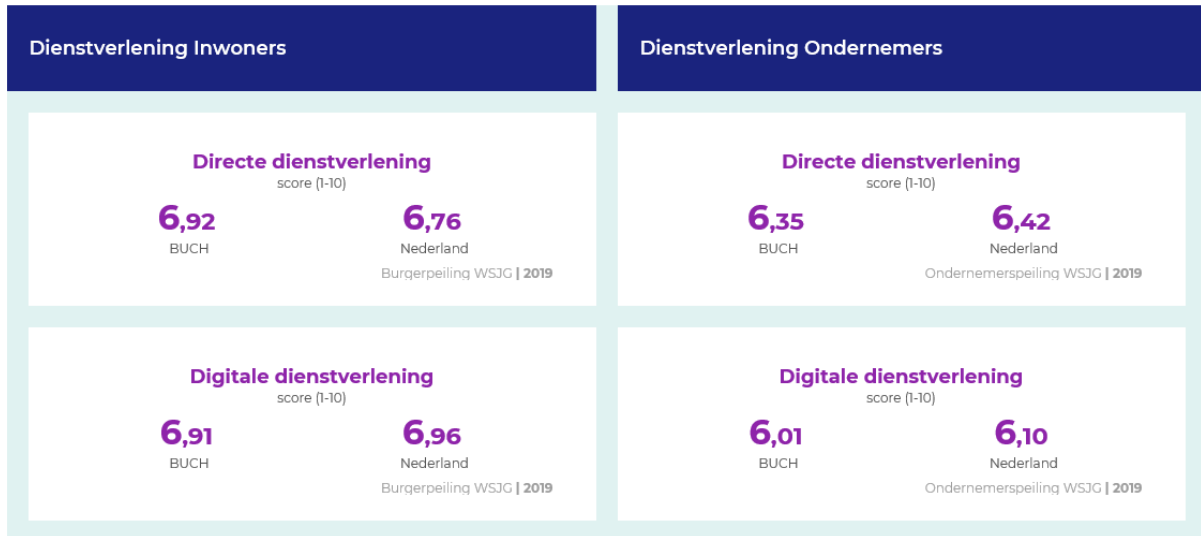 Dienstverlening Inwoners
Directe dienstverlening
score (1-10)
6,92 6,76
BUCH Nederland
Burgerpeiling WSJG | 2019
Digitale dienstverlening
score (1-10)
6,91 6,96
BUCH Nederland
Burgerpeiling WSJG | 2019
Dienstverlening Ondernemers
Directe dienstverlening
score (1-10)
6,35 6,42
BUCH Nederland
Ondernemerspeiling WSJG | 2019
Digitale dienstverlening
score (1-10)
6,01 6,10
BUCH Nederland
Ondernemerspeiling WSJG | 2019